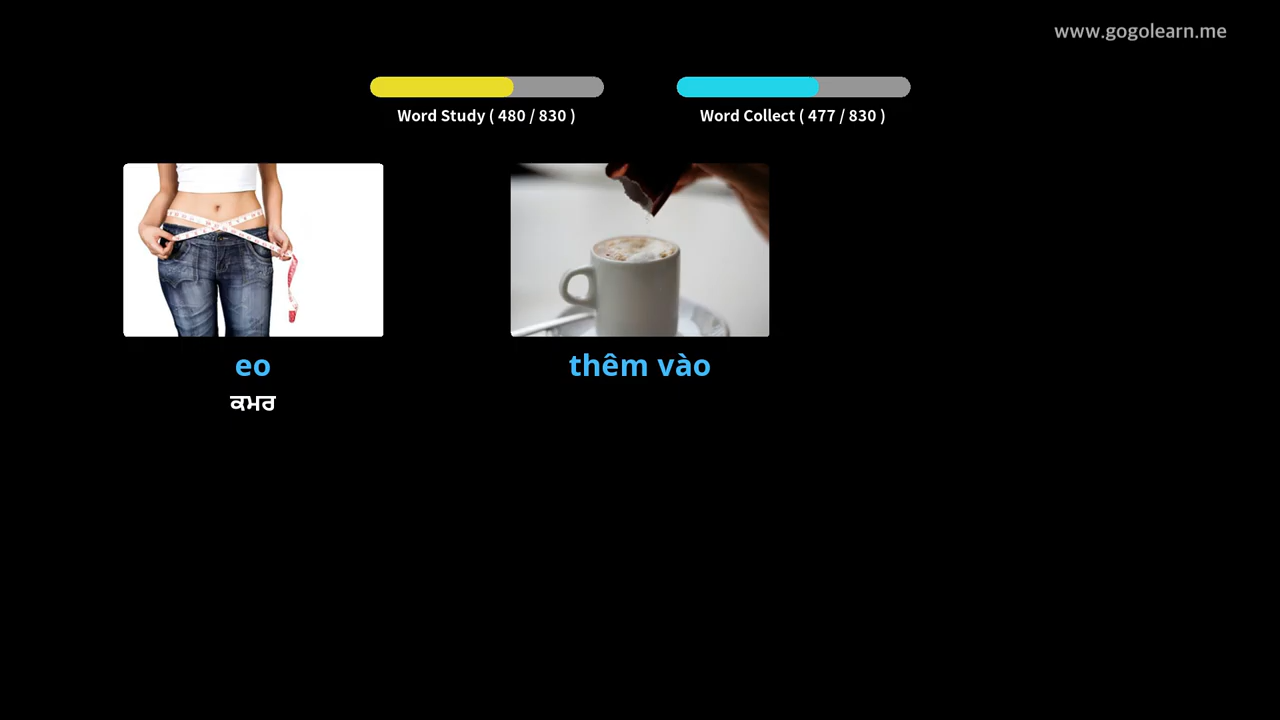 www.gogolearn.me
Word Study ( 480 / 830 )
Word Collect ( 477 / 830 )
eo
ਕਮਰ
thêm vào